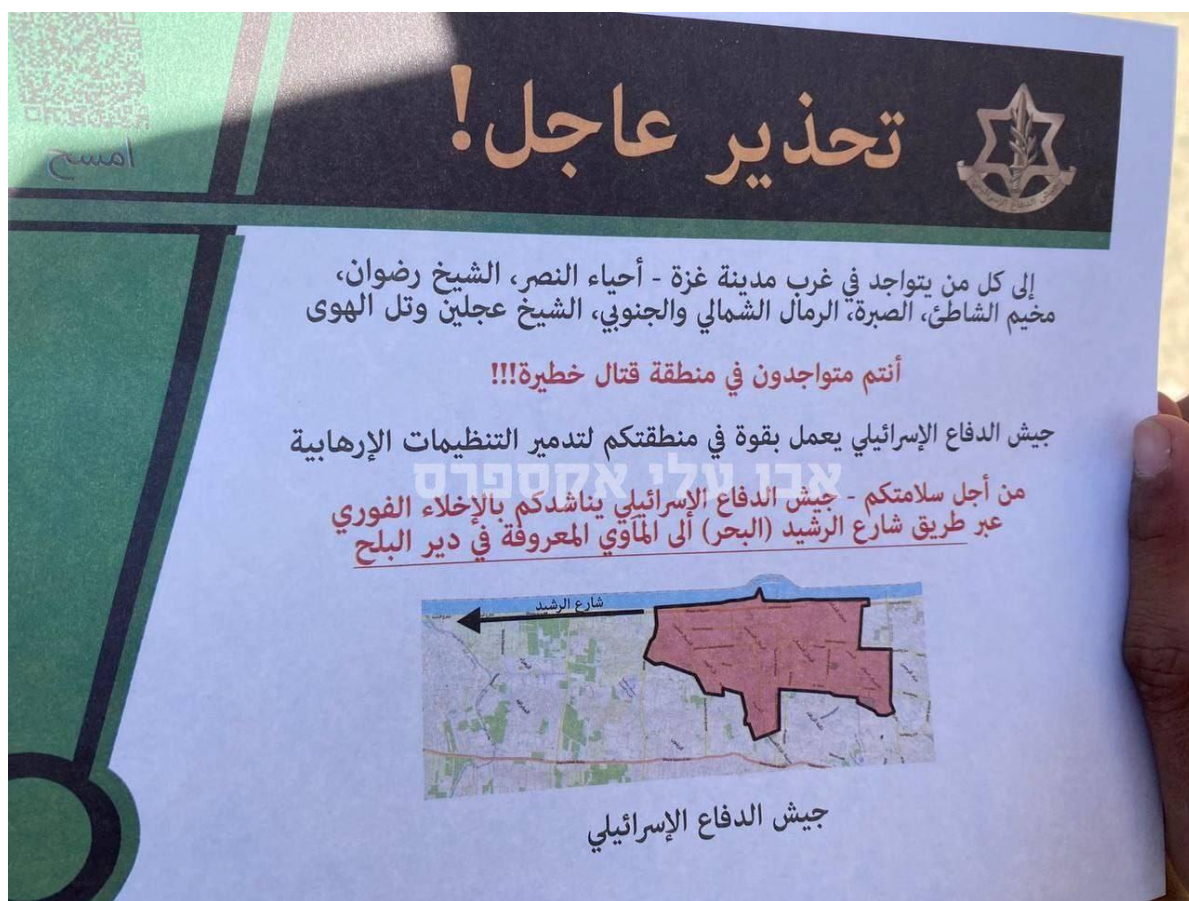 امسح
تحذير عاجل!
جيش الدفاع الإسرائيلي
إلى كل من يتواجد في غرب مدينة غزة - أحياء النصر، الشيخ رضوان،
مخيم الشاطئ، الصبرة، الرمال الشمالي والجنوبي، الشيخ عجلين وتل الهوى
أنتم متواجدون في منطقة قتال خطيرة!!!
جيش الدفاع الإسرائيلي يعمل بقوة في منطقتكم لتدمير التنظيمات الإرهابية
אבו עלי אקספרס
من أجل سلامتكم - جيش الدفاع الإسرائيلي يناشدكم بالإخلاء الفوري
عبر طريق شارع الرشيد (البحر) الى المآوي المعروفة في دير البلح
شارع الرشيد
جيش الدفاع الإسرائيلي